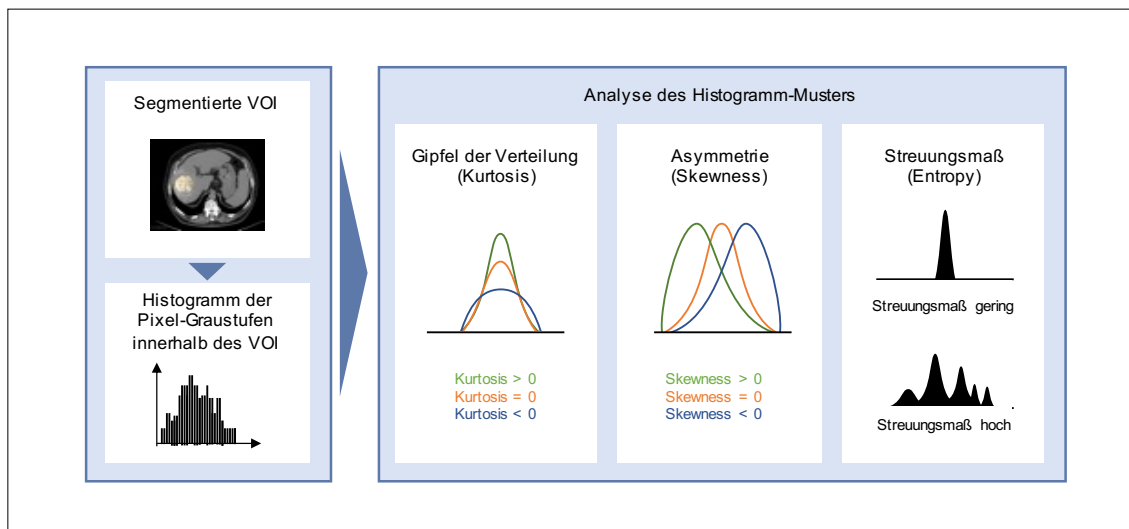 Segmentierte VOI
Histogramm der
Pixel-Graustufen
innerhalb des VOI
Analyse des Histogramm-Musters
Gipfel der Verteilung
(Kurtosis)
Kurtosis > 0
Kurtosis = 0
Kurtosis < 0
Asymmetrie
(Skewness)
Skewness > 0
Skewness = 0
Skewness < 0
Streuungsmaß
(Entropy)
Streuungsmaß gering
Streuungsmaß hoch